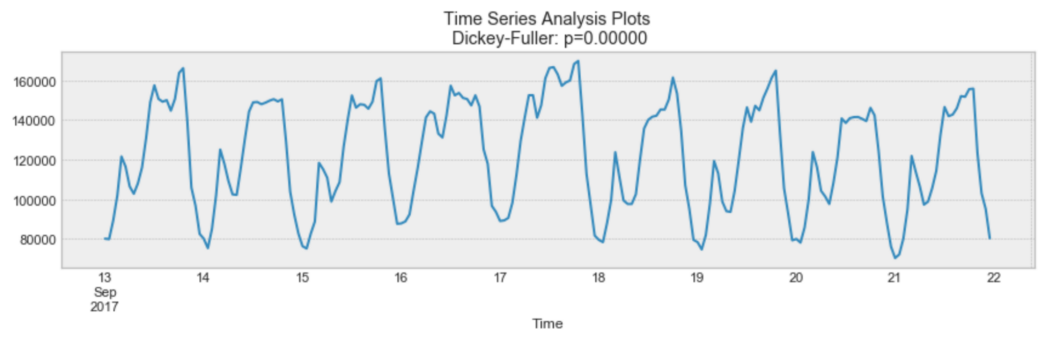 Time Series Analysis Plots
Dickey-Fuller: p=0.00000
160000
140000
120000
100000
80000
13 14 15 16 17 18 19 20 21 22
Sep
2017
Time